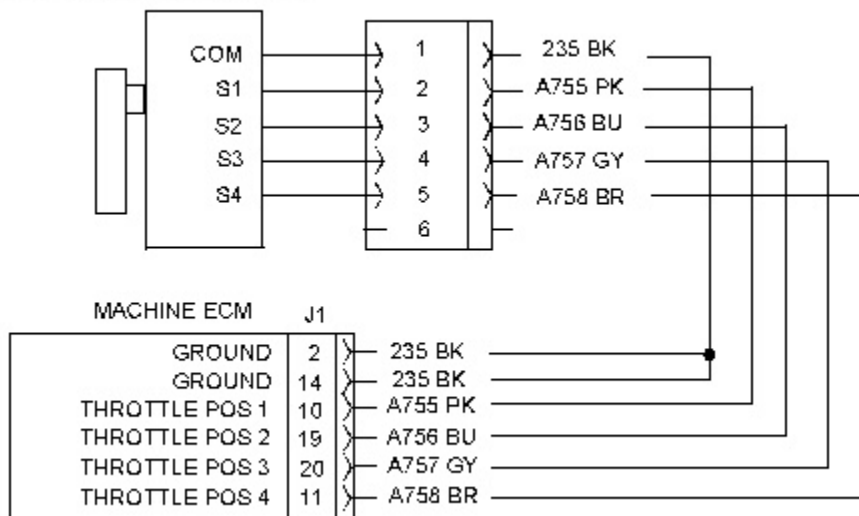 COM 1 235 BK
S1 2 A755 PK
S2 3 A756 BU
S3 4 A757 GY
S4 5 A758 BR
6
MACHINE ECM J1
GROUND 2 235 BK
GROUND 14 235 BK
THROTTLE POS 1 10 A755 PK
THROTTLE POS 2 19 A756 BU
THROTTLE POS 3 20 A757 GY
THROTTLE POS 4 11 A758 BR